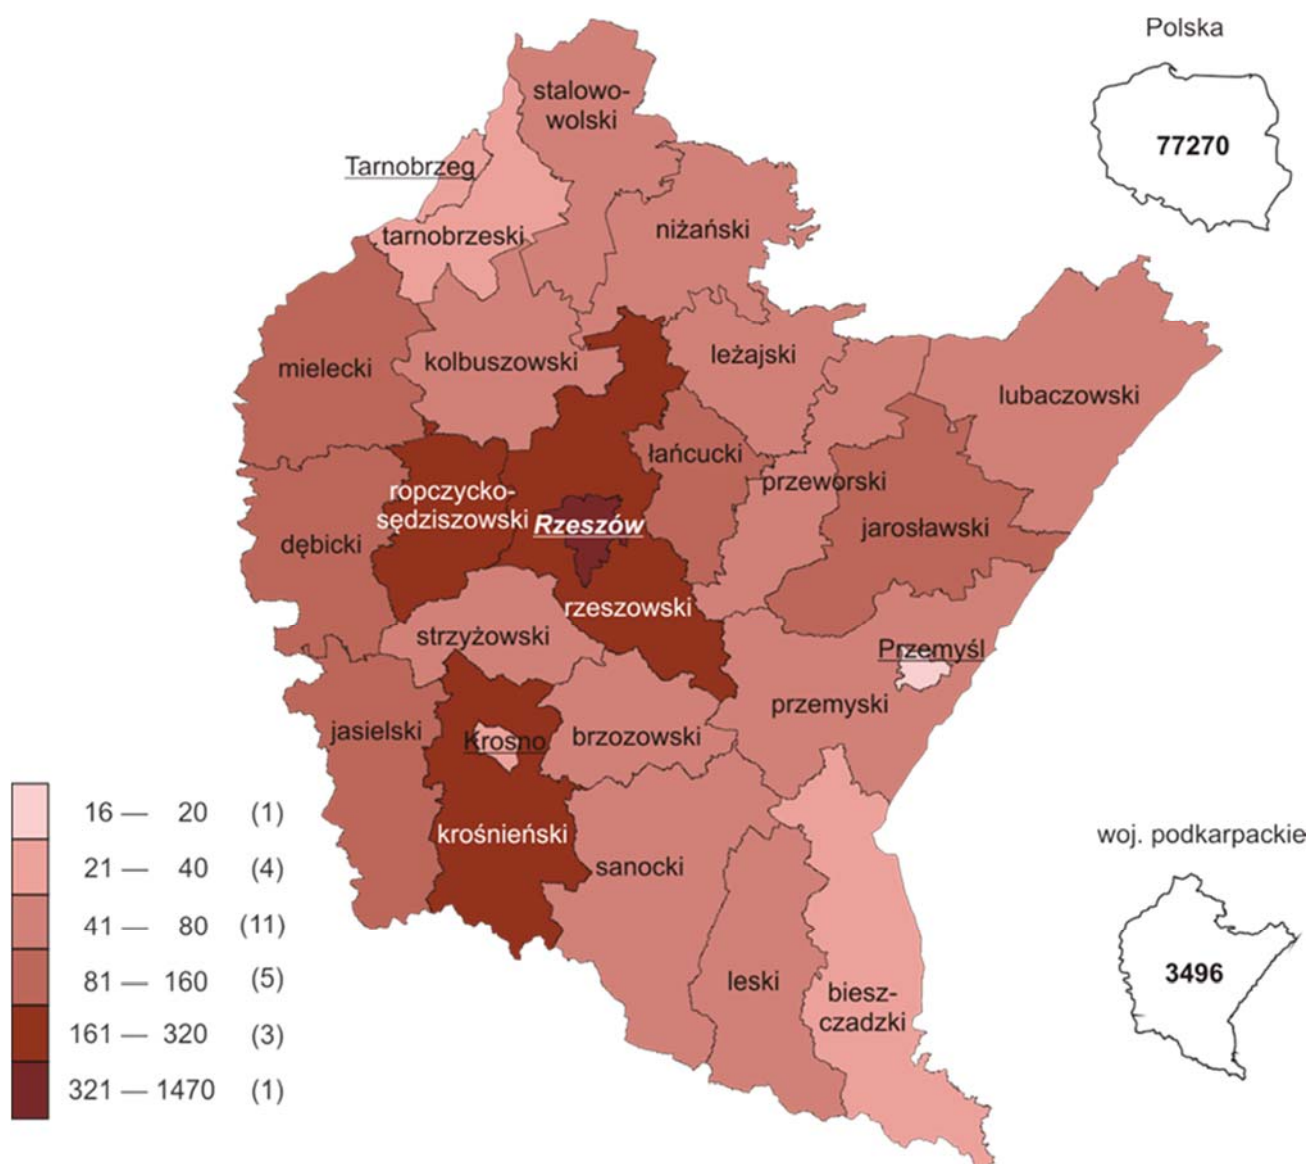 Polska
77270
stalowo-
wolski
Tarnobrzeg
tarnobrzeski
niżański
mielecki
kolbuszowski
leżajski
lubaczowski
łańcucki
przeworski
ropczycko-
sędziszowski
Rzeszów
jarosławski
dębicki
rzeszowski
strzyżowski
Przemyśl
przemyski
jasielski
Krosno
brzozowski
krośnieński
sanocki
leski
biesz-
czadzki
16 — 20 (1)
21 — 40 (4)
41 — 80 (11)
81 — 160 (5)
161 — 320 (3)
321 — 1470 (1)
woj. podkarpackie
3496